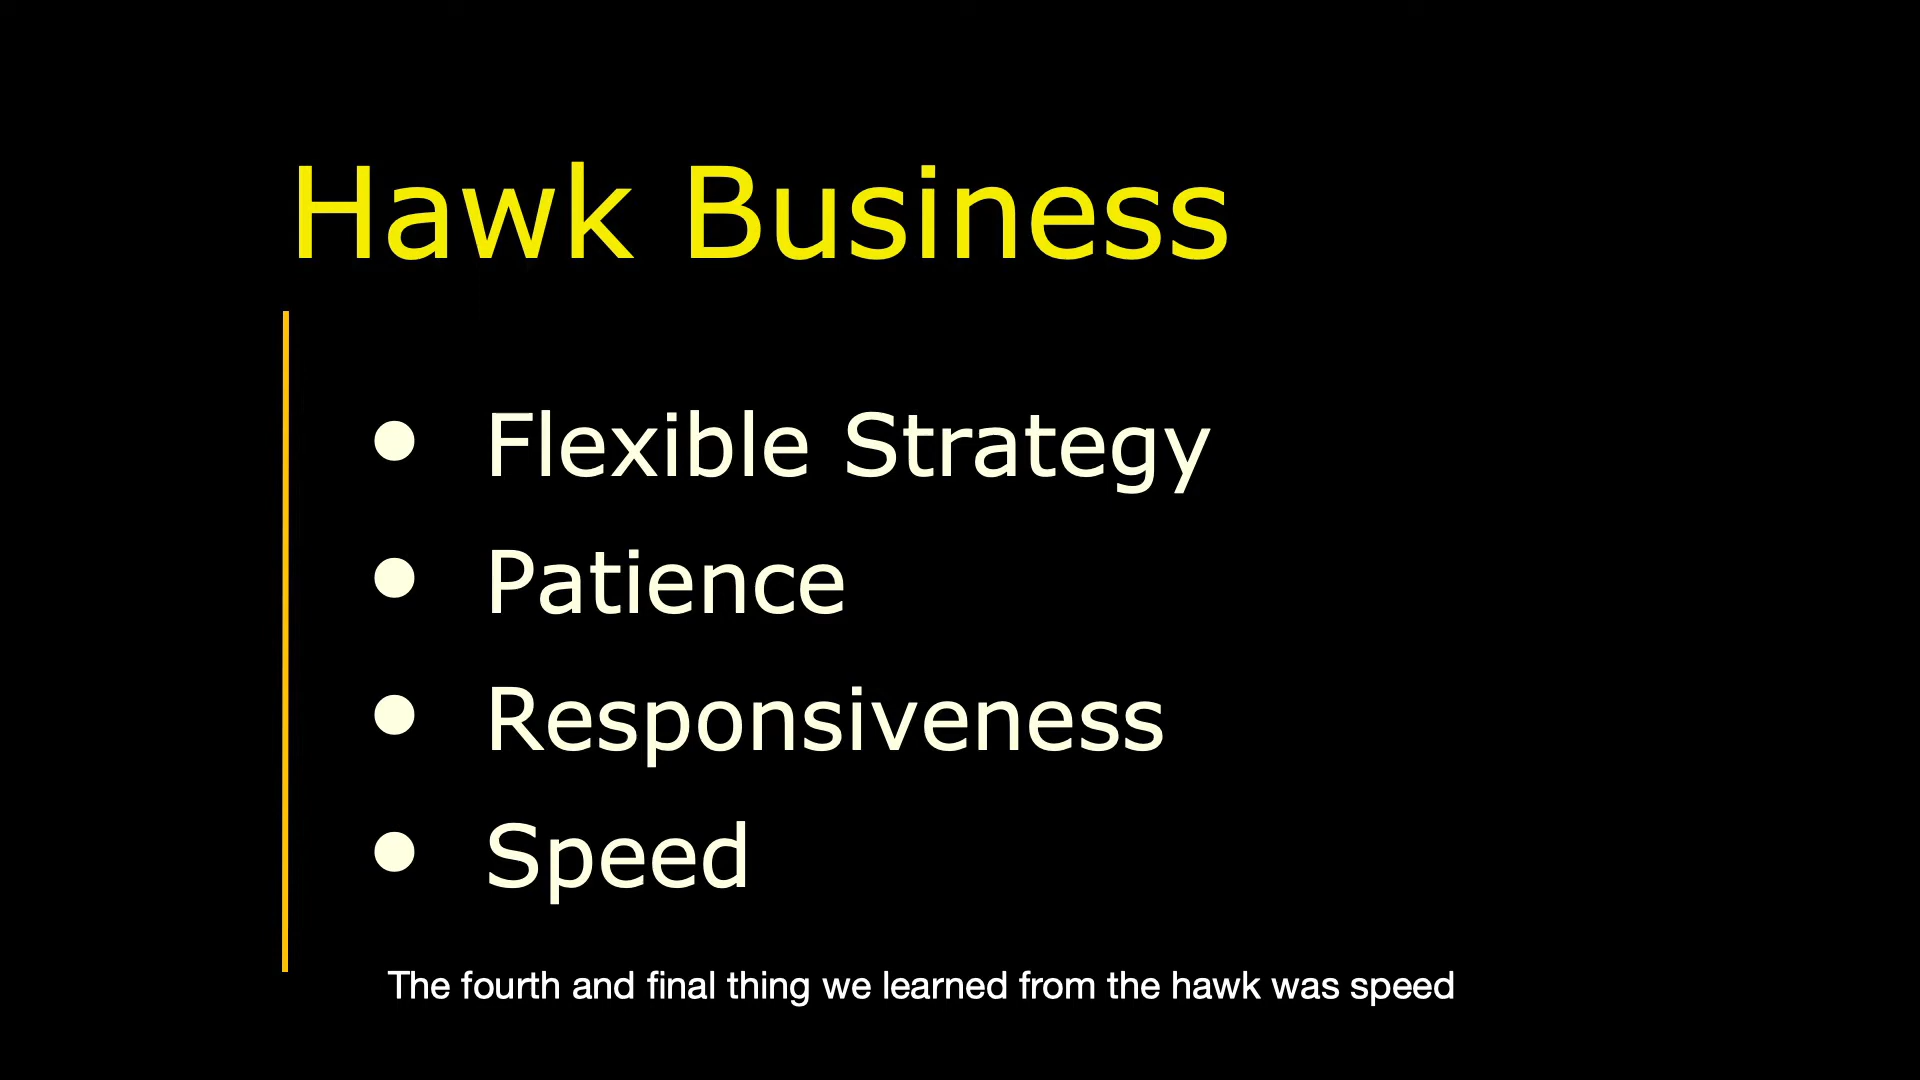 Hawk Business
● Flexible Strategy
● Patience
● Responsiveness
● Speed
The fourth and final thing we learned from the hawk was speed